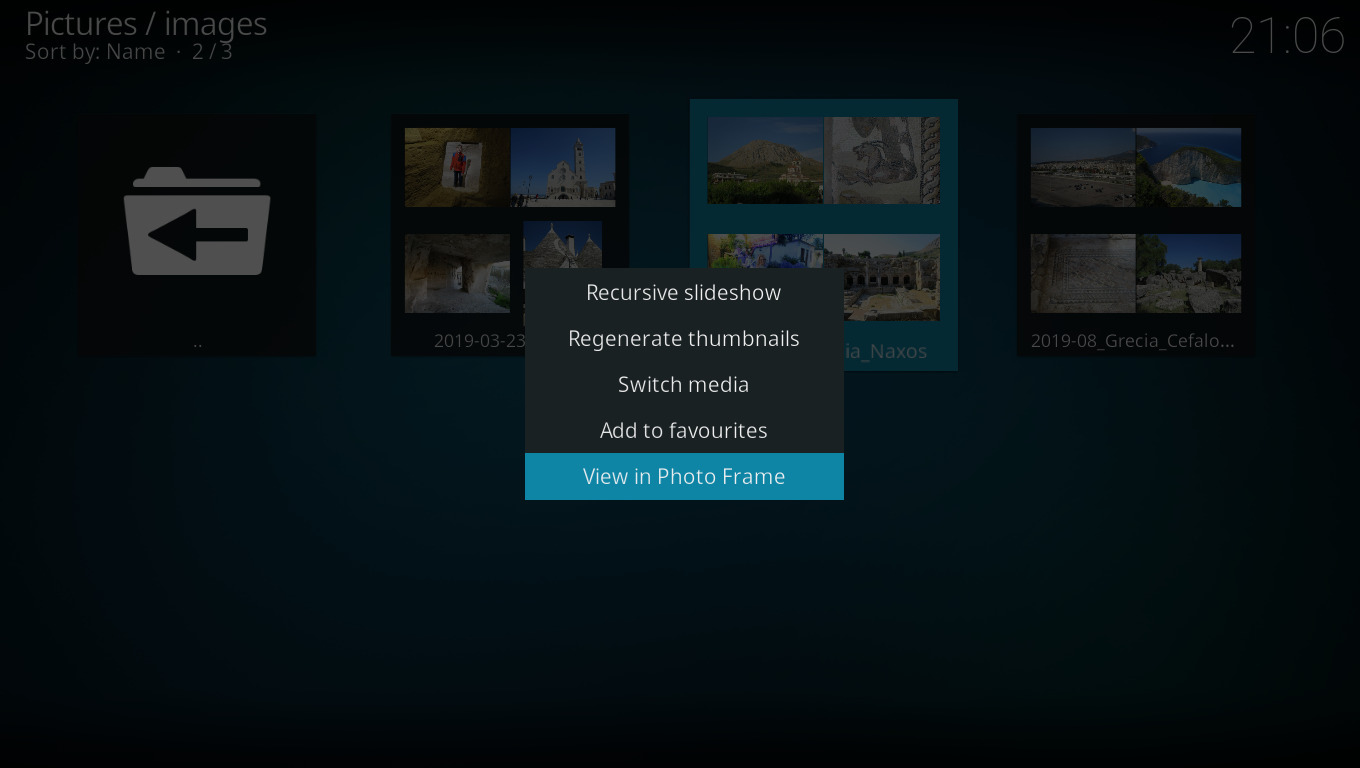 Pictures / images
Sort by: Name · 2 / 3
21:06
..
2019-03-23
ia_Naxos
2019-08_Grecia_Cefalo...
Recursive slideshow
Regenerate thumbnails
Switch media
Add to favourites
View in Photo Frame